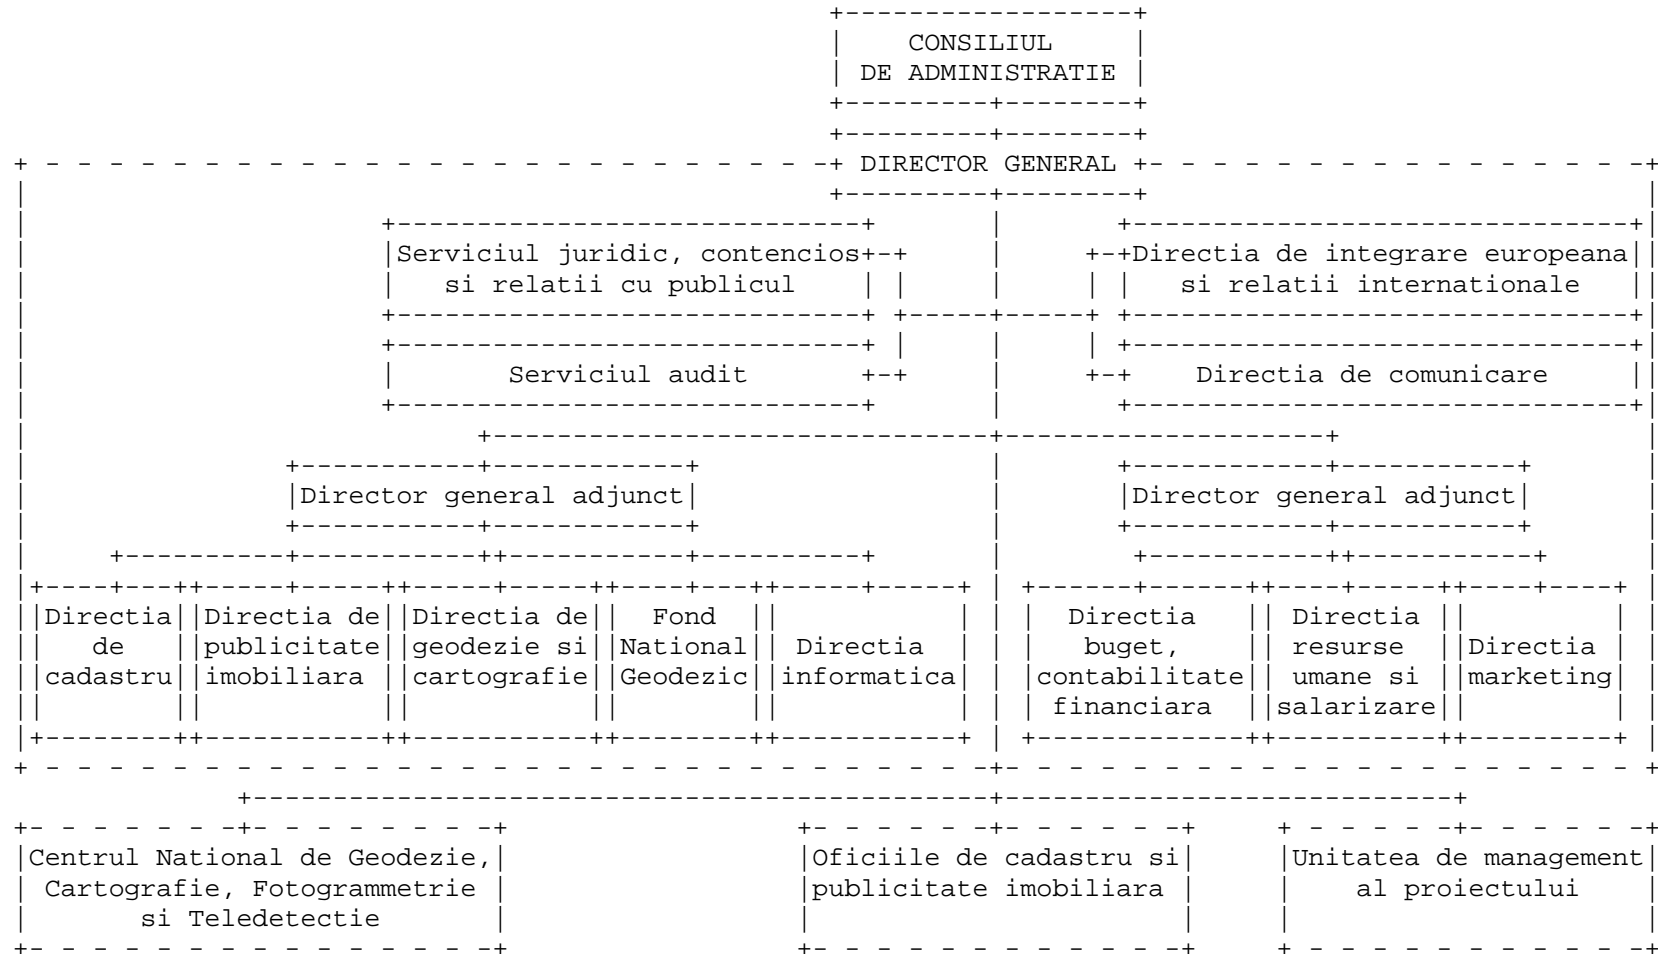 CONSILIUL
DE ADMINISTRATIE
DIRECTOR GENERAL
Serviciul juridic, contencios
si relatii cu publicul
Directia de integrare europeana
si relatii internationale
Serviciul audit
Directia de comunicare
Director general adjunct
Director general adjunct
Directia
de
cadastru
Directia de
publicitate
imobiliara
Directia de
geodezie si
cartografie
Fond
National
Geodezic
Directia
informatica
Directia
buget,
contabilitate
financiara
Directia
resurse
umane si
salarizare
Directia
marketing
Centrul National de Geodezie,
Cartografie, Fotogrammetrie
si Teledetectie
Oficiile de cadastru si
publicitate imobiliara
Unitatea de management
al proiectului